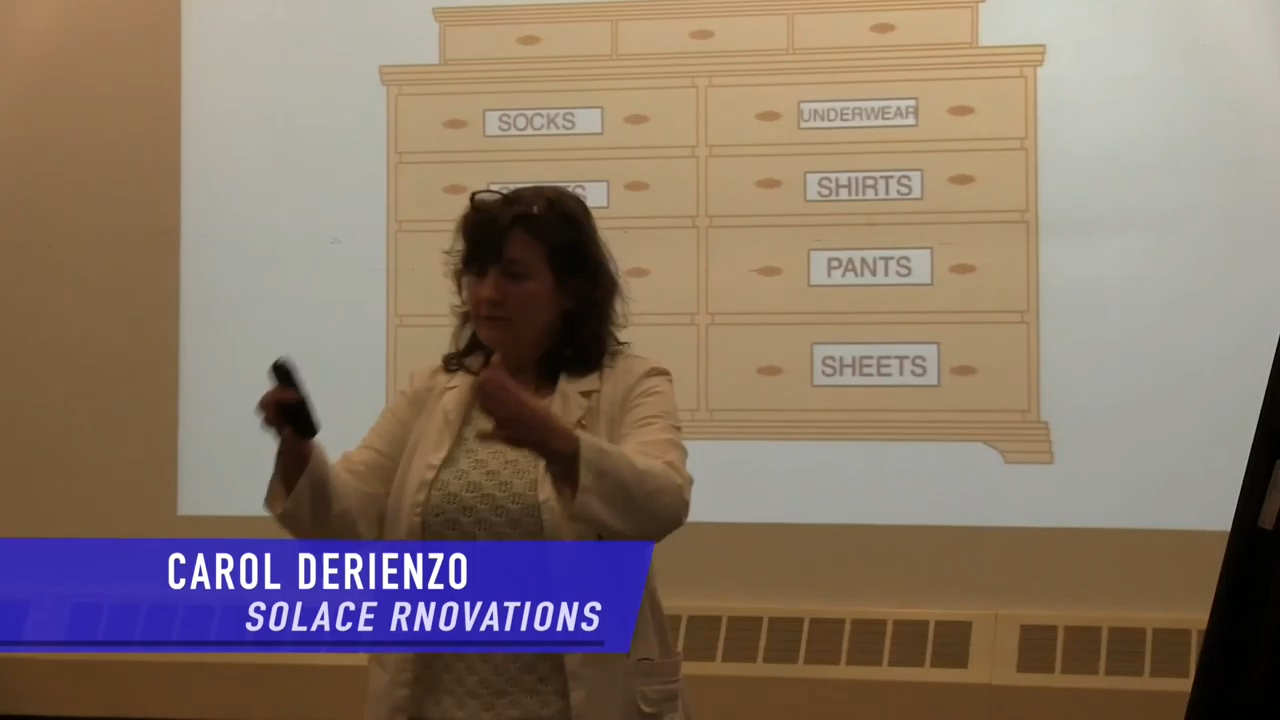 SOCKS
UNDERWEAR
SHIRTS
PANTS
SHEETS
CAROL DERIENZO
SOLACE RNOVATIONS